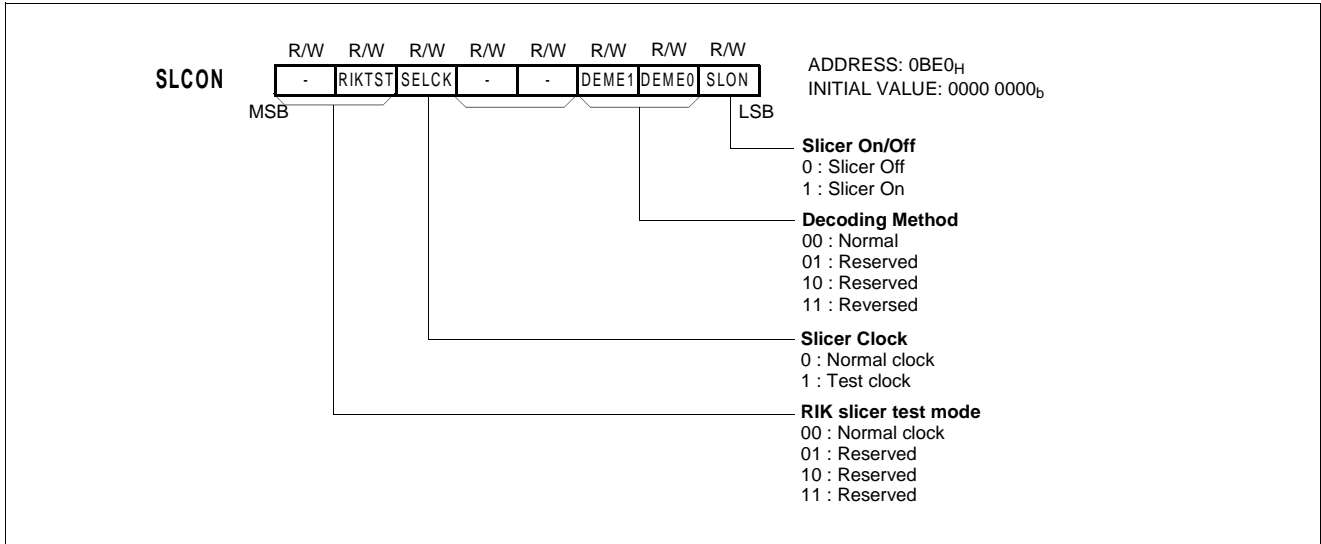 R/W R/W R/W R/W R/W R/W R/W R/W
SLCON - RIKTST SELCK - - DEME1 DEME0 SLON
ADDRESS: 0BE0H
INITIAL VALUE: 0000 0000b
MSB LSB
Slicer On/Off
0 : Slicer Off
1 : Slicer On
Decoding Method
00 : Normal
01 : Reserved
10 : Reserved
11 : Reversed
Slicer Clock
0 : Normal clock
1 : Test clock
RIK slicer test mode
00 : Normal clock
01 : Reserved
10 : Reserved
11 : Reserved